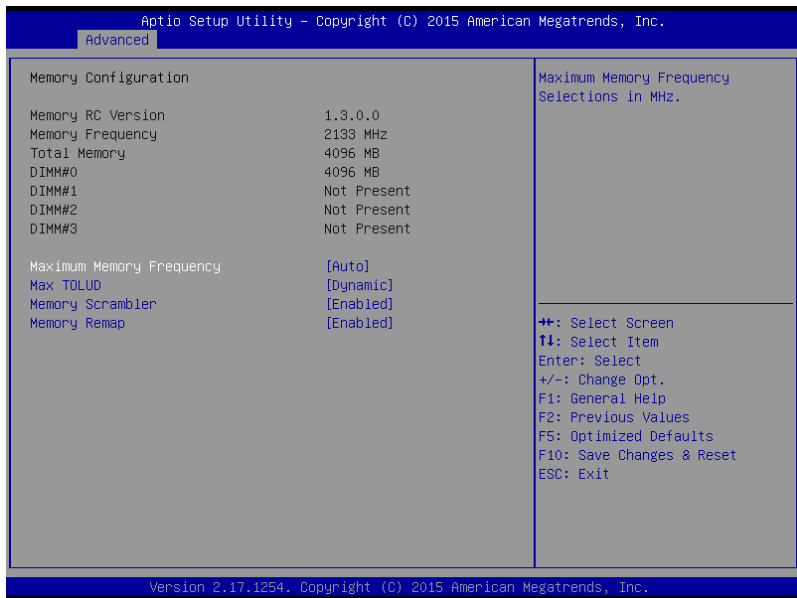 Aptio Setup Utility – Copyright (C) 2015 American Megatrends, Inc.
Advanced
Memory Configuration
Memory RC Version 1.3.0.0
Memory Frequency 2133 MHz
Total Memory 4096 MB
DIMM#0 4096 MB
DIMM#1 Not Present
DIMM#2 Not Present
DIMM#3 Not Present
Maximum Memory Frequency [Auto]
Max TOLUD [Dynamic]
Memory Scrambler [Enabled]
Memory Remap [Enabled]
Maximum Memory Frequency
Selections in MHz.
→←: Select Screen
↑↓: Select Item
Enter: Select
+/-: Change Opt.
F1: General Help
F2: Previous Values
F5: Optimized Defaults
F10: Save Changes & Reset
ESC: Exit
Version 2.17.1254. Copyright (C) 2015 American Megatrends, Inc.